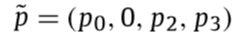 p̃ = (p₀, 0, p₂, p₃)